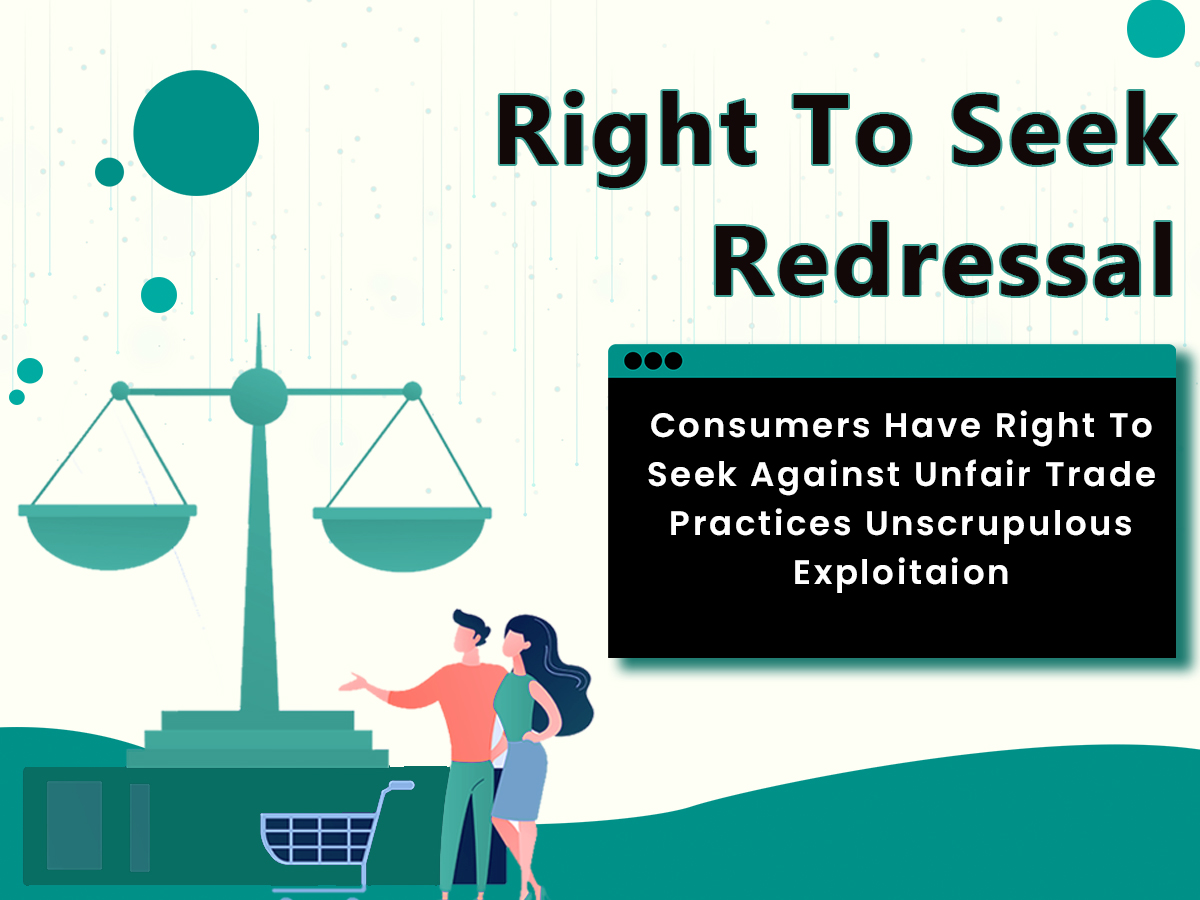 Right To Seek
Redressal
Consumers Have Right To
Seek Against Unfair Trade
Practices Unscrupulous
Exploitaion